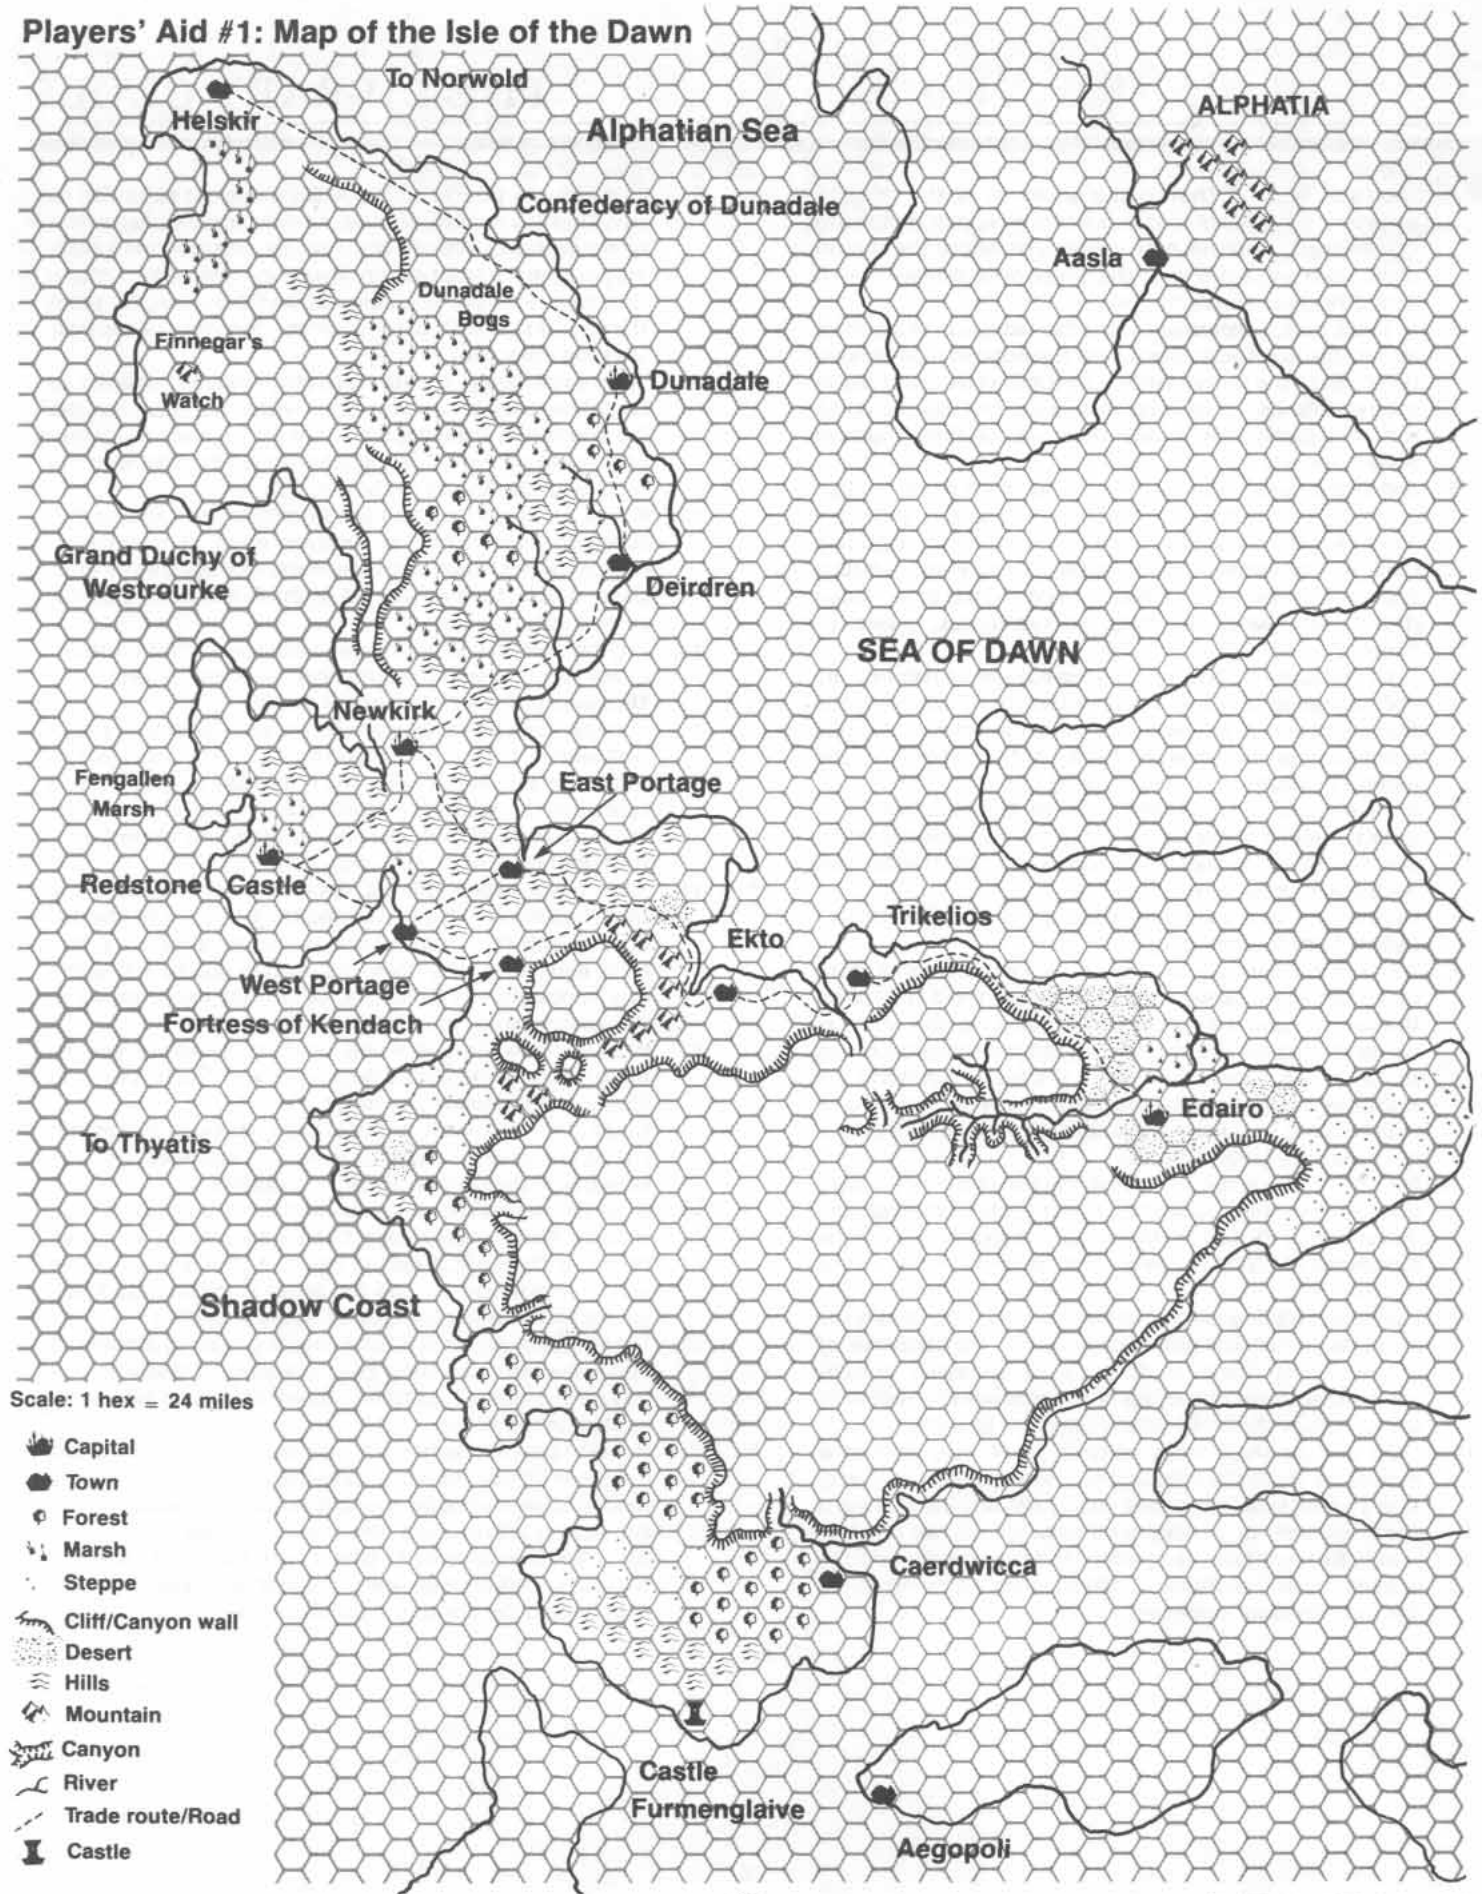 Players' Aid #1: Map of the Isle of the Dawn
To Norwold
ALPHATIA
Helskir
Alphatian Sea
Confederacy of Dunadale
Aasla
Dunadale
Bogs
Finnegar's
Watch
Dunadale
Grand Duchy of
Westrourke
Deirdren
SEA OF DAWN
Newkirk
Fengallen
Marsh
East Portage
Redstone Castle
Trikelios
Ekto
West Portage
Fortress of Kendach
Edairo
To Thyatis
Shadow Coast
Scale: 1 hex = 24 miles
Capital
Town
Forest
Marsh
Steppe
Cliff/Canyon wall
Desert
Hills
Mountain
Canyon
River
Trade route/Road
Castle
Caerdwicca
Castle
Furmenglaive
Aegopoli